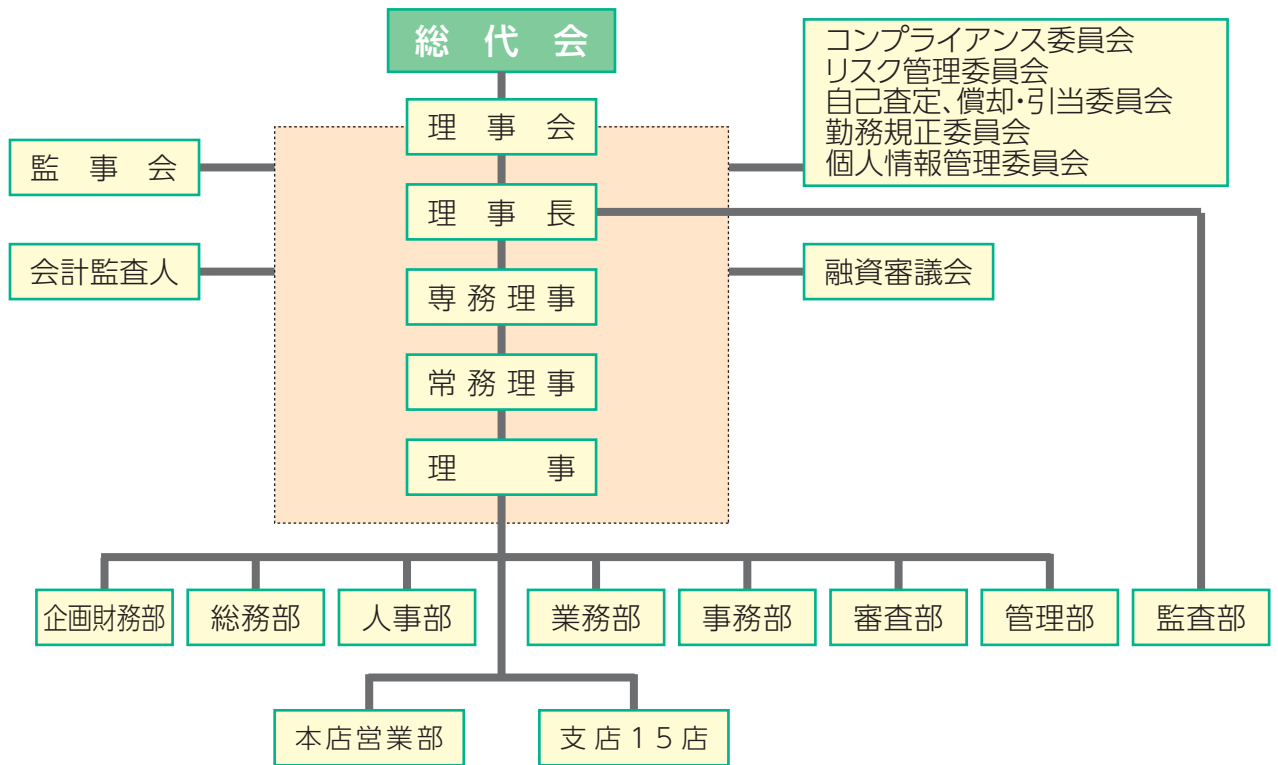 総代会
コンプライアンス委員会
リスク管理委員会
自己査定、償却・引当委員会
勤務規正委員会
個人情報管理委員会
理事会
監事会
理事長
会計監査人
融資審議会
専務理事
常務理事
理事
企画財務部
総務部
人事部
業務部
事務部
審査部
管理部
監査部
本店営業部
支店15店